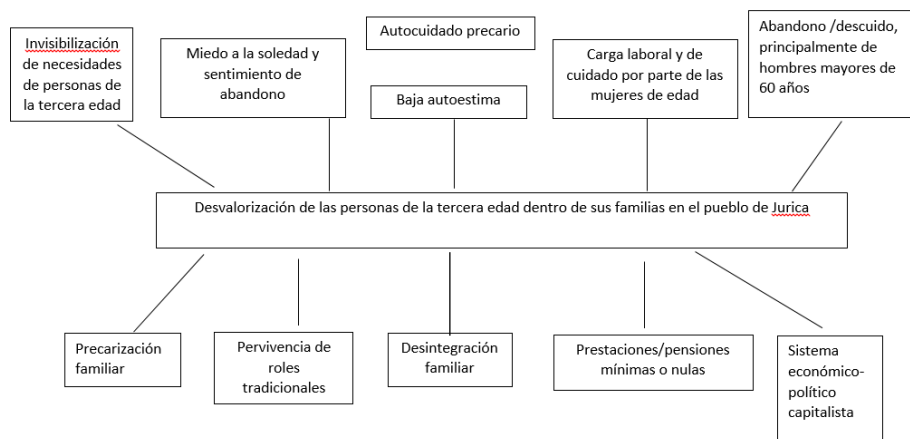 Invisibilización
de necesidades
de personas de
la tercera edad
Miedo a la soledad y
sentimiento de
abandono
Autocuidado precario
Baja autoestima
Carga laboral y de
cuidado por parte de las
mujeres de edad
Abandono /descuido,
principalmente de
hombres mayores de
60 años
Desvalorización de las personas de la tercera edad dentro de sus familias en el pueblo de Jurica
Precarización
familiar
Pervivencia de
roles
tradicionales
Desintegración
familiar
Prestaciones/pensiones
mínimas o nulas
Sistema
económico-
político
capitalista